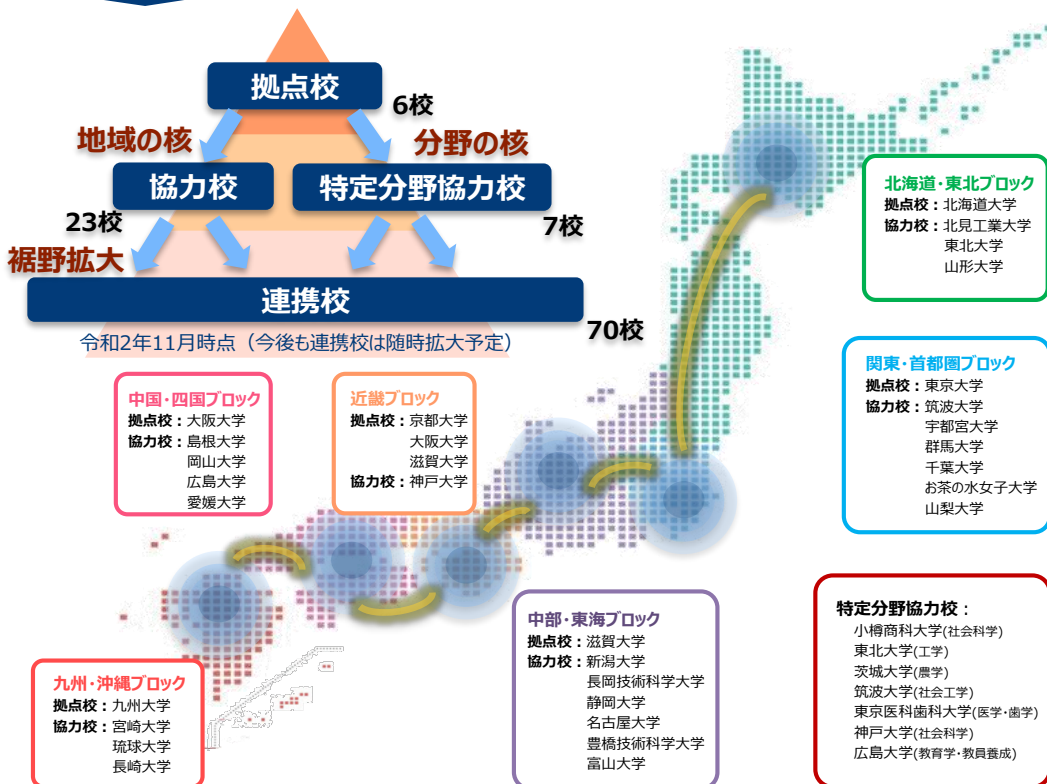 拠点校
6校
地域の核
分野の核
協力校
特定分野協力校
23校
7校
裾野拡大
連携校
70校
令和2年11月時点（今後も連携校は随時拡大予定）
北海道・東北ブロック
拠点校：北海道大学
協力校：北見工業大学
東北大学
山形大学
関東・首都圏ブロック
拠点校：東京大学
協力校：筑波大学
宇都宮大学
群馬大学
千葉大学
お茶の水女子大学
山梨大学
中国・四国ブロック
拠点校：大阪大学
協力校：島根大学
岡山大学
広島大学
愛媛大学
近畿ブロック
拠点校：京都大学
大阪大学
滋賀大学
協力校：神戸大学
中部・東海ブロック
拠点校：滋賀大学
協力校：新潟大学
長岡技術科学大学
静岡大学
名古屋大学
豊橋技術科学大学
富山大学
九州・沖縄ブロック
拠点校：九州大学
協力校：宮崎大学
琉球大学
長崎大学
特定分野協力校：
小樽商科大学(社会科学)
東北大学(工学)
茨城大学(農学)
筑波大学(社会工学)
東京医科歯科大学(医学・歯学)
神戸大学(社会科学)
広島大学(教育学・教員養成)